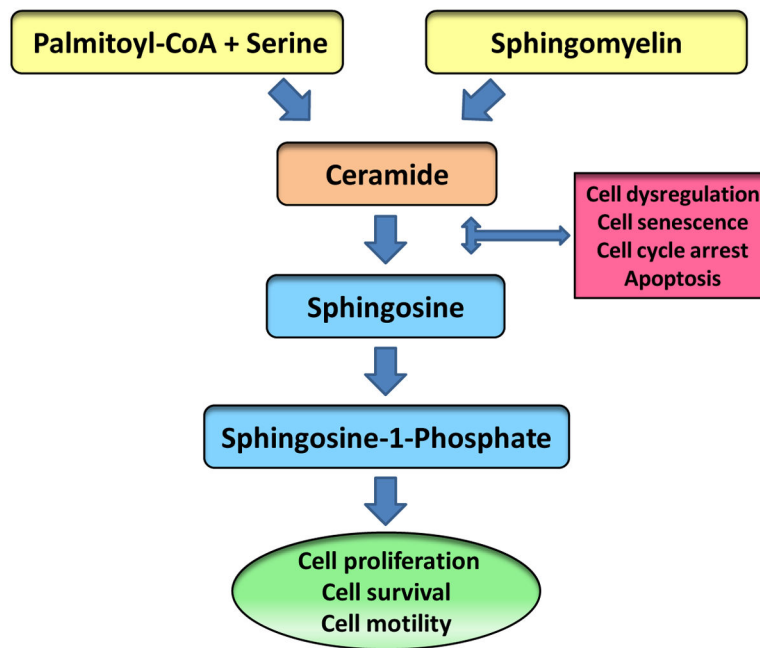 Palmitoyl-CoA + Serine
Sphingomyelin
Ceramide
Cell dysregulation
Cell senescence
Cell cycle arrest
Apoptosis
Sphingosine
Sphingosine-1-Phosphate
Cell proliferation
Cell survival
Cell motility